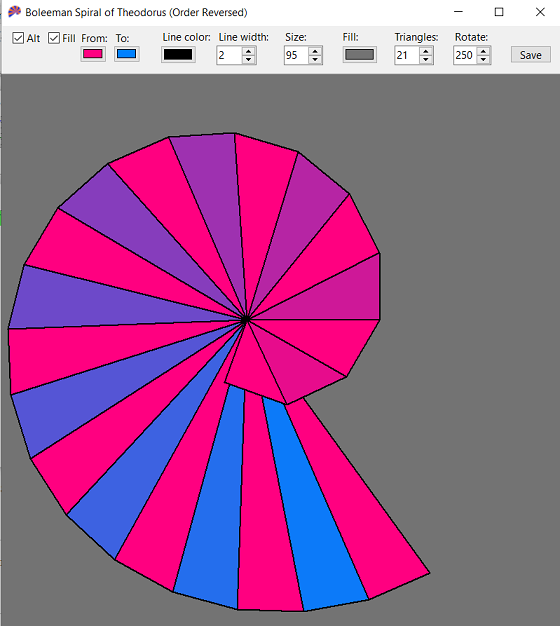 Boleeman Spiral of Theodorus (Order Reversed)
Alt Fill From: To: Line color: Line width: Size: Fill: Triangles: Rotate:
2 95 21 250 Save